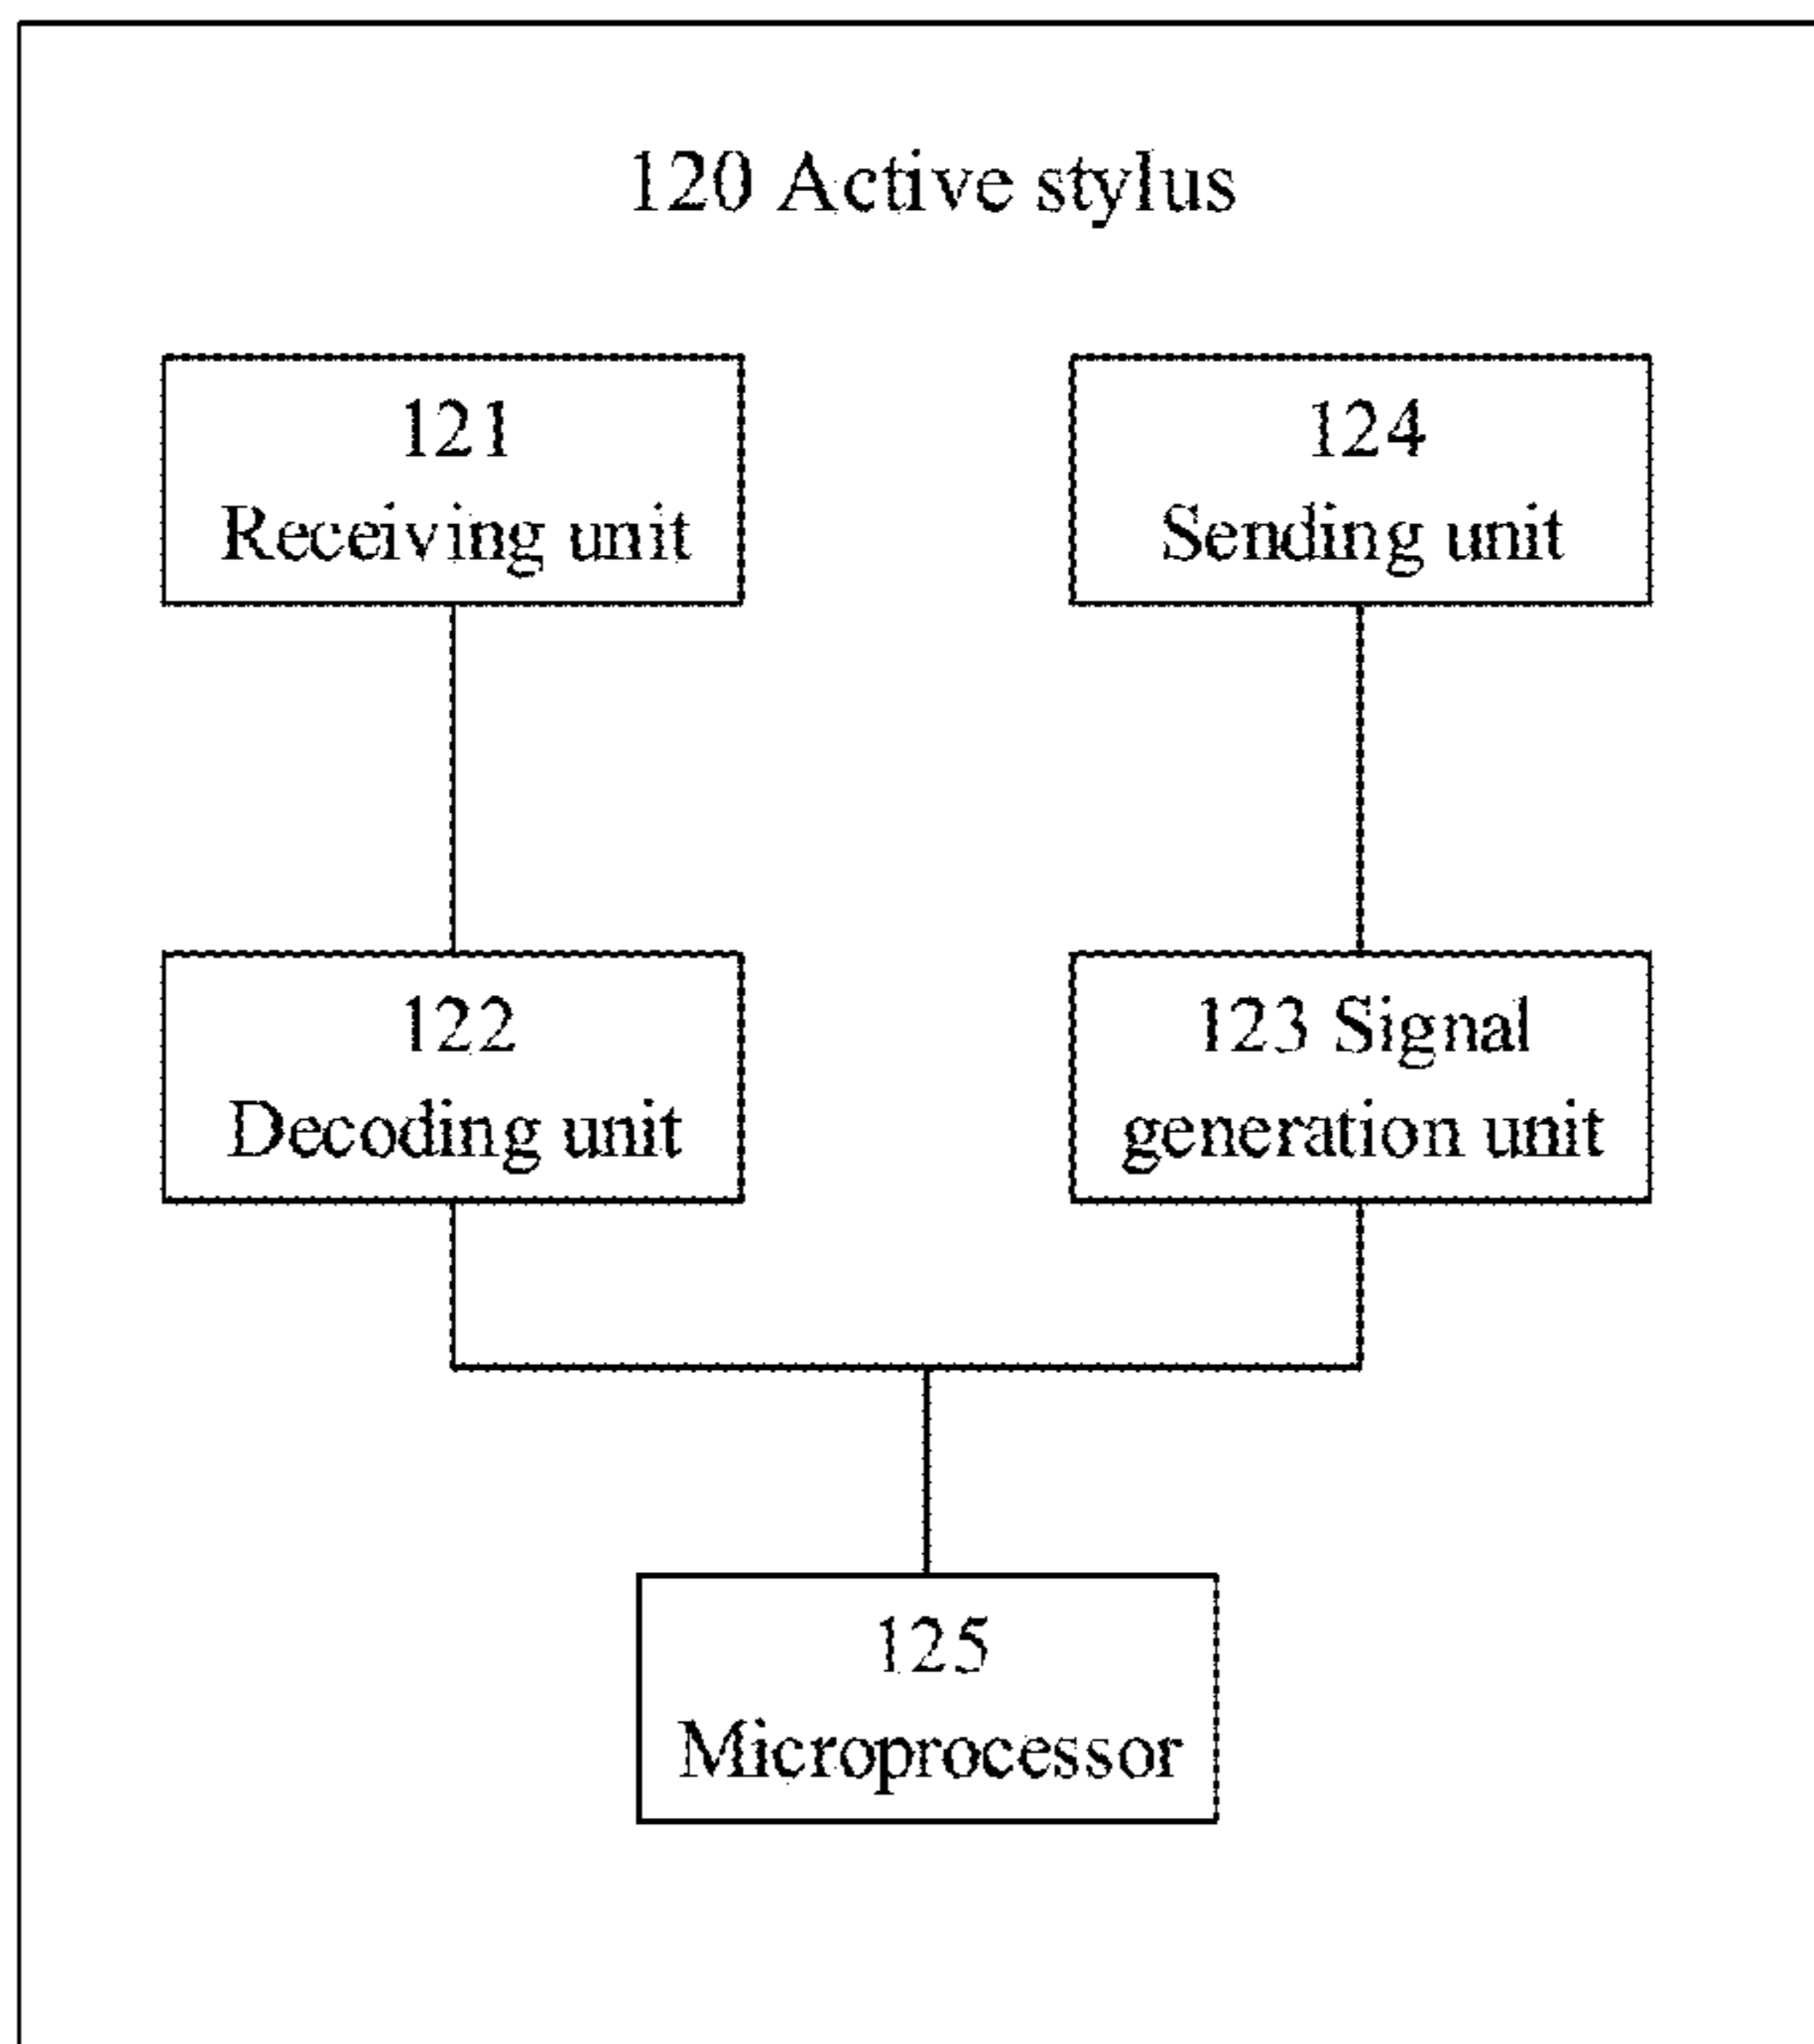 120 Active stylus
121
Receiving unit
124
Sending unit
122
Decoding unit
123 Signal
generation unit
125
Microprocessor